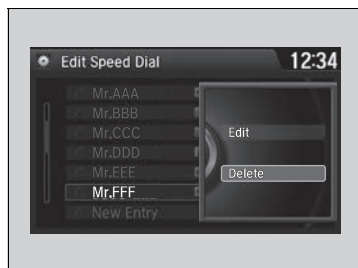 Edit Speed Dial
12:34
Mr.AAA
Mr.BBB
Mr.CCC
Mr.DDD
Mr.EEE
Mr.FFF
New Entry
Edit
Delete